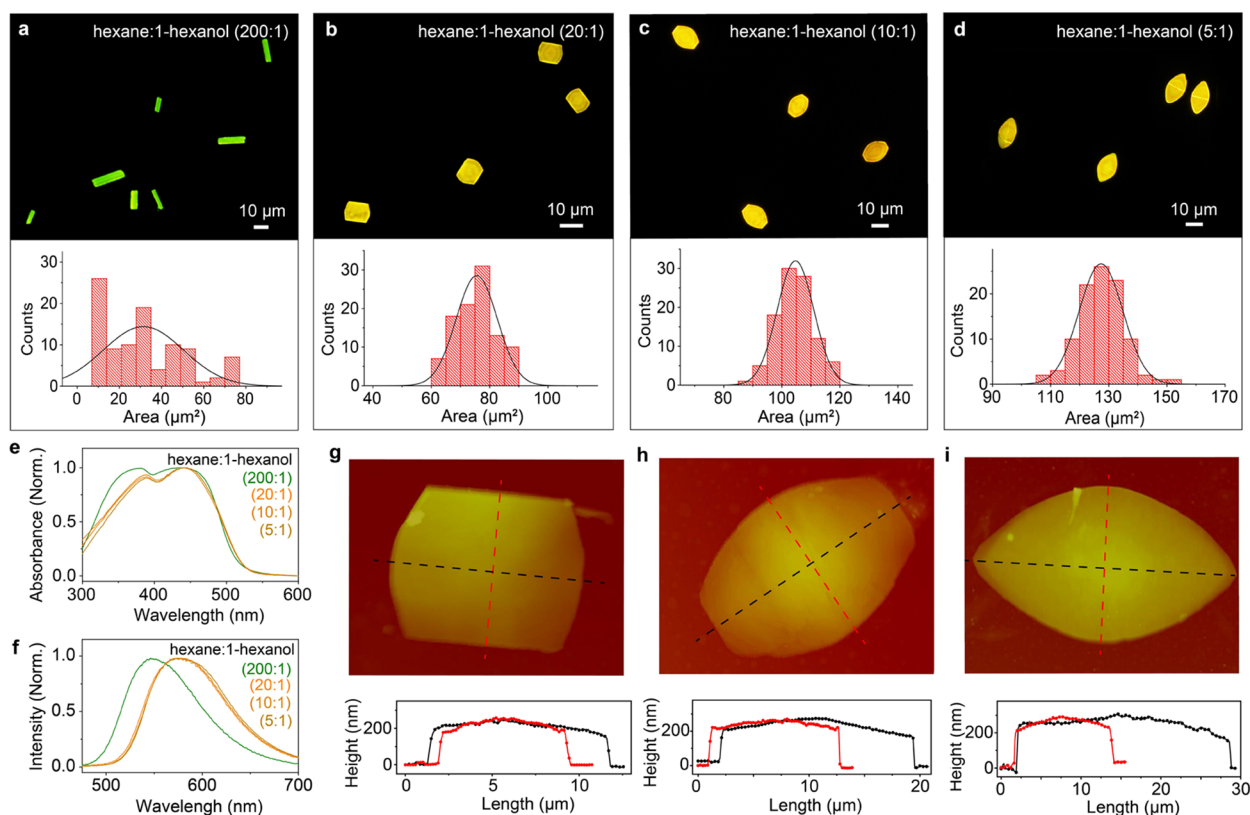 a hexane:1-hexanol (200:1)
10 µm
b hexane:1-hexanol (20:1)
10 µm
c hexane:1-hexanol (10:1)
10 µm
d hexane:1-hexanol (5:1)
10 µm
30
20
10
0
Counts
0 20 40 60 80
Area (µm²)
30
20
10
0
Counts
40 60 80 100
Area (µm²)
30
20
10
0
Counts
80 100 120 140
Area (µm²)
30
20
10
0
Counts
90 110 130 150 170
Area (µm²)
e
hexane:1-hexanol
(200:1)
(20:1)
(10:1)
(5:1)
1.0
0.5
0.0
Absorbance (Norm.)
300 400 500 600
Wavelength (nm)
f
hexane:1-hexanol
(200:1)
(20:1)
(10:1)
(5:1)
1.0
0.5
0.0
Intensity (Norm.)
500 600 700
Wavelength (nm)
g
200
0
Height (nm)
0 5 10
Length (µm)
h
200
0
Height (nm)
0 10 20
Length (µm)
i
200
0
Height (nm)
0 10 20 30
Length (µm)